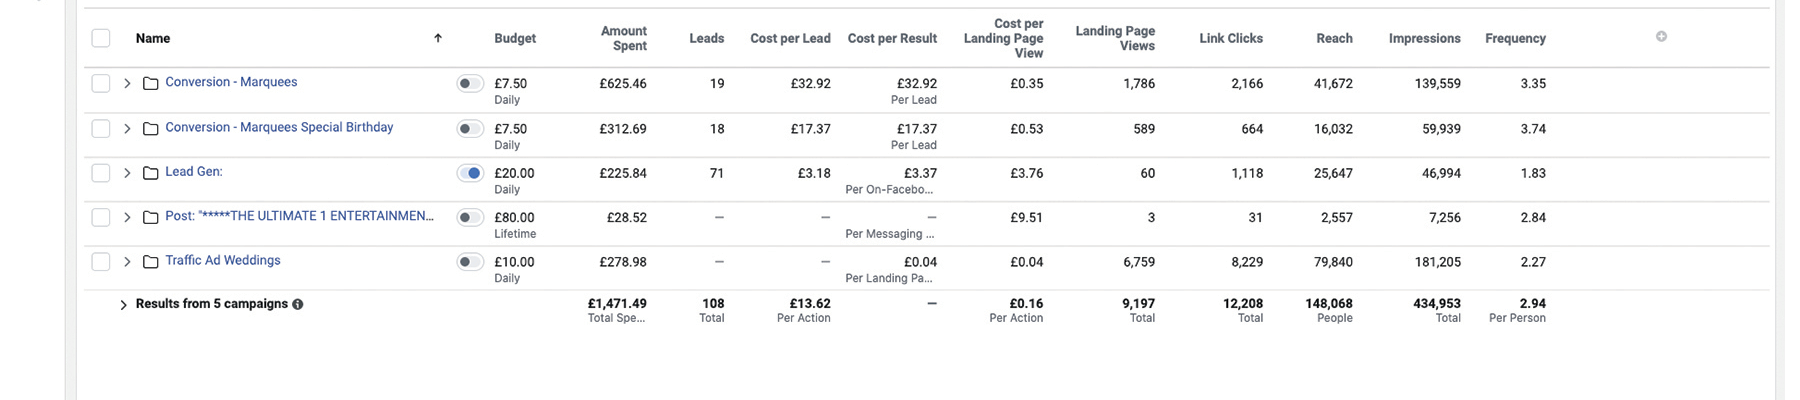 Name ↑ Budget Amount Spent Leads Cost per Lead Cost per Result Cost per Landing Page View Landing Page Views Link Clicks Reach Impressions Frequency
Conversion - Marquees £7.50 £625.46 19 £32.92 £32.92 £0.35 1,786 2,166 41,672 139,559 3.35
Daily Per Lead
Conversion - Marquees Special Birthday £7.50 £312.69 18 £17.37 £17.37 £0.53 589 664 16,032 59,939 3.74
Daily Per Lead
Lead Gen: £20.00 £225.84 71 £3.18 £3.37 £3.76 60 1,118 25,647 46,994 1.83
Daily Per On-Facebo...
Post: "*****THE ULTIMATE 1 ENTERTAINMEN... £80.00 £28.52 — — — £9.51 3 31 2,557 7,256 2.84
Lifetime Per Messaging ...
Traffic Ad Weddings £10.00 £278.98 — — £0.04 £0.04 6,759 8,229 79,840 181,205 2.27
Daily Per Landing Pa...
Results from 5 campaigns £1,471.49 108 £13.62 — £0.16 9,197 12,208 148,068 434,953 2.94
Total Spe... Total Per Action Per Action Total Total People Total Per Person